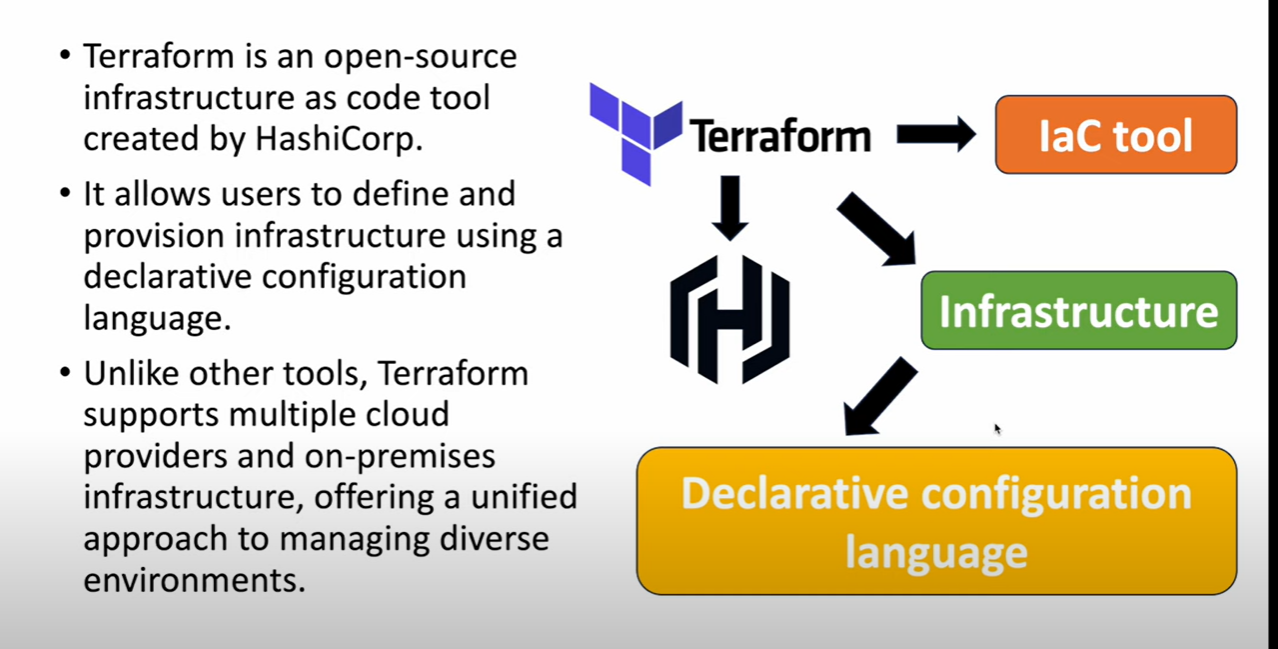 • Terraform is an open-source
infrastructure as code tool
created by HashiCorp.
• It allows users to define and
provision infrastructure using a
declarative configuration
language.
• Unlike other tools, Terraform
supports multiple cloud
providers and on-premises
infrastructure, offering a unified
approach to managing diverse
environments.
Terraform
IaC tool
Infrastructure
Declarative configuration
language